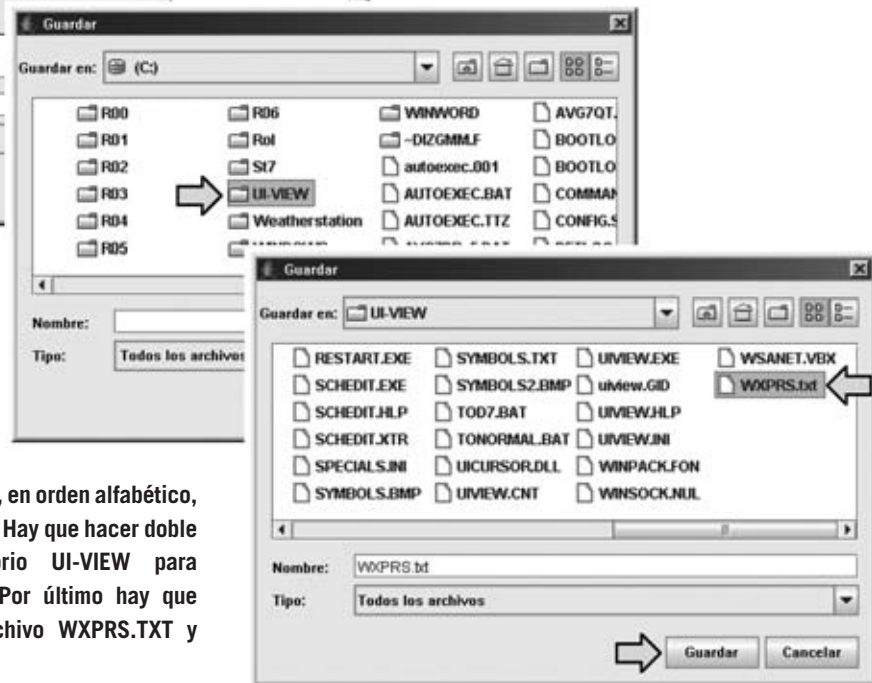 Guardar
Guardar en: (C:)
R00 R06 WINWORD AVG7QT.
R01 Rol ~DIZGMM.F BOOTLO
R02 St7 autoexec.001 BOOTLO
R03 UI-VIEW AUTOEXEC.BAT COMMAN
R04 Weatherstation AUTOEXEC.TTZ CONFIG.S
R05
Nombre:
Tipo: Todos los archivos
Guardar
Guardar en: UI-VIEW
RESTART.EXE SYMBOLS.TXT UIVIEW.EXE WSANET.VBX
SCHEDIT.EXE SYMBOLS2.BMP uiview.GID WXPRS.txt
SCHEDIT.HLP TOD7.BAT UIVIEW.HLP
SCHEDIT.XTR TONORMAL.BAT UIVIEW.INI
SPECIALS.INI UICURSOR.DLL WINPACK.FON
SYMBOLS.BMP UIVIEW.CNT WINSOCK.NUL
Nombre: WXPRS.txt
Tipo: Todos los archivos
Guardar Cancelar
, en orden alfabético,
Hay que hacer doble
rio UI-VIEW para
Por último hay que
chivo WXPRS.TXT y